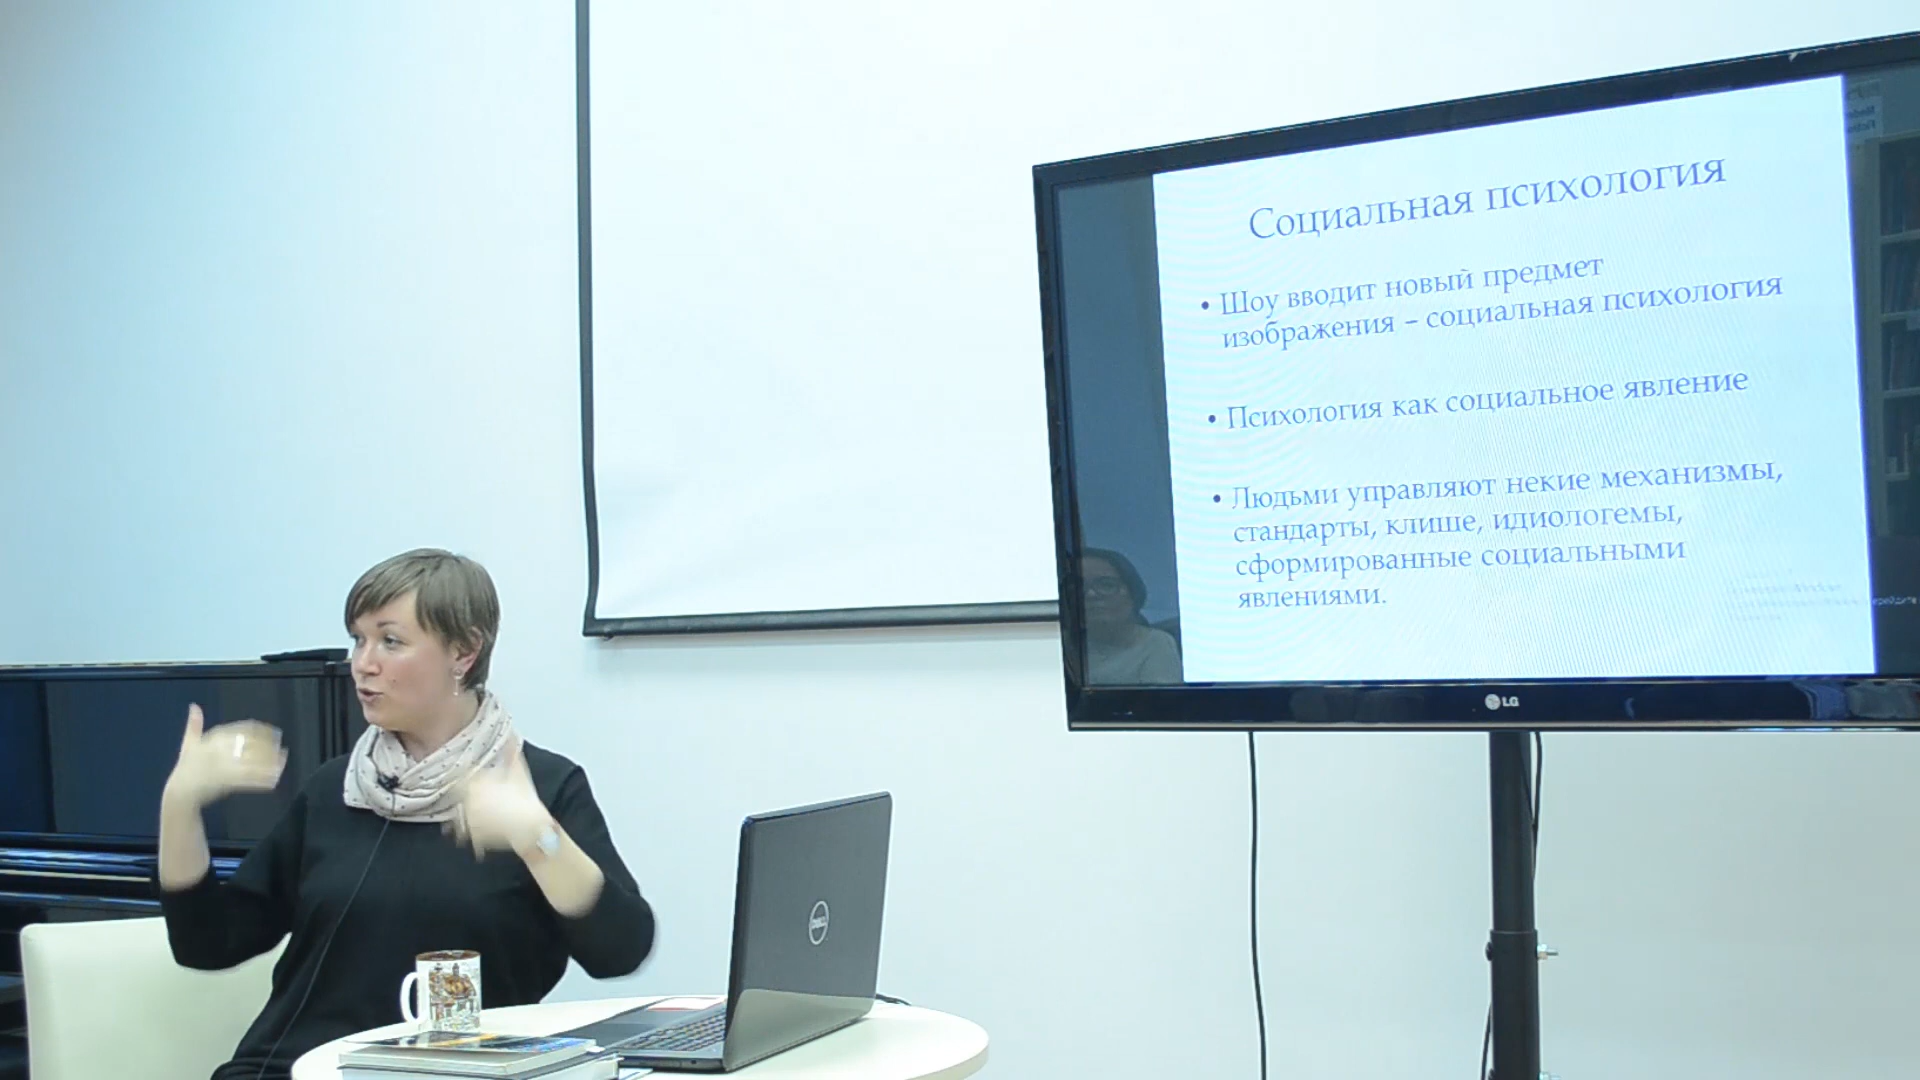 Социальная психология
• Шоу вводит новый предмет
изображения – социальная психология
• Психология как социальное явление
• Людьми управляют некие механизмы,
стандарты, клише, идиологемы,
сформированные социальными
явлениями.
LG
DELL